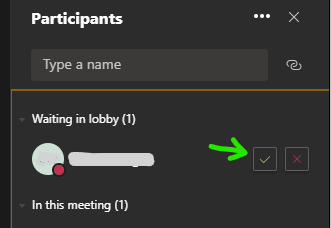 Participants
Type a name
Waiting in lobby (1)
In this meeting (1)